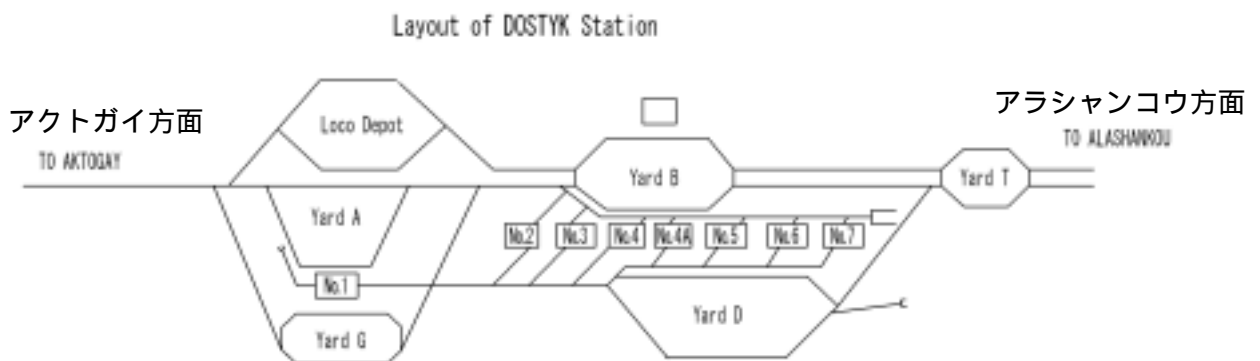 Layout of DOSTYK Station
アクトガイ方面
TO AKTOGAY
アラシャンコウ方面
TO ALASHANKOU
Loco Depot
Yard B
Yard T
Yard A
No.2 No.3 No.4 No.4A No.5 No.6 No.7
No.1
Yard G
Yard D